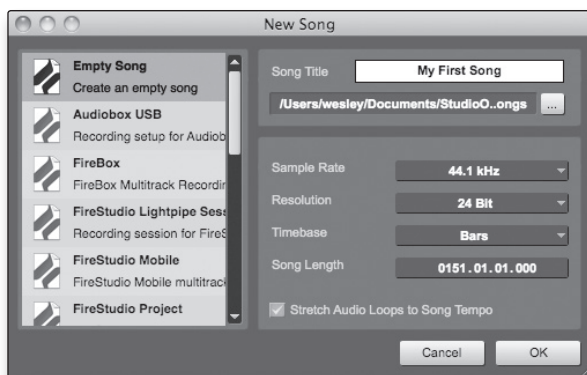 New Song
Empty Song
Create an empty song
Audiobox USB
Recording setup for Audiob
FireBox
FireBox Multitrack Recordin
FireStudio Lightpipe Sess
Recording session for FireS
FireStudio Mobile
FireStudio Mobile multitrac
FireStudio Project
Song Title My First Song
/Users/wesley/Documents/StudioO..ongs ...
Sample Rate 44.1 kHz
Resolution 24 Bit
Timebase Bars
Song Length 0151.01.01.000
Stretch Audio Loops to Song Tempo
Cancel OK